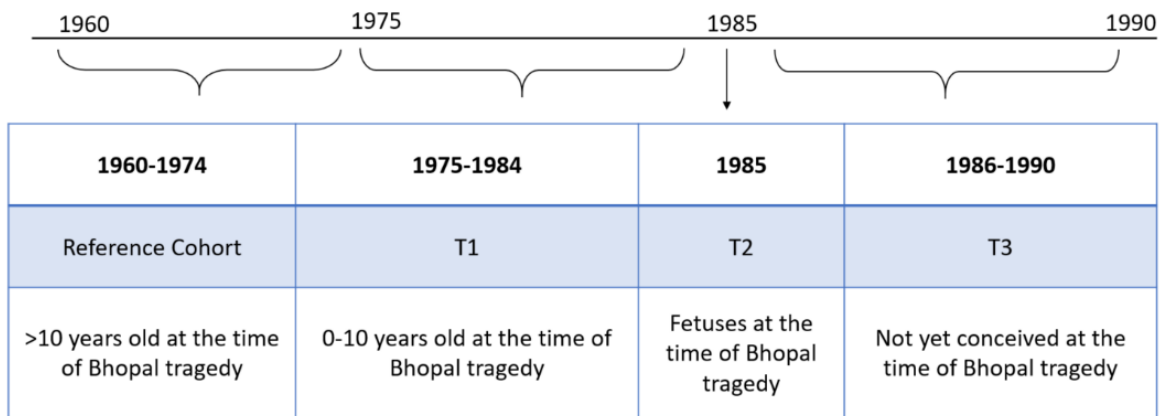 1960 1975 1985 1990
1960-1974 1975-1984 1985 1986-1990
Reference Cohort T1 T2 T3
>10 years old at the time
of Bhopal tragedy
0-10 years old at the time of
Bhopal tragedy
Fetuses at the
time of Bhopal
tragedy
Not yet conceived at the
time of Bhopal tragedy